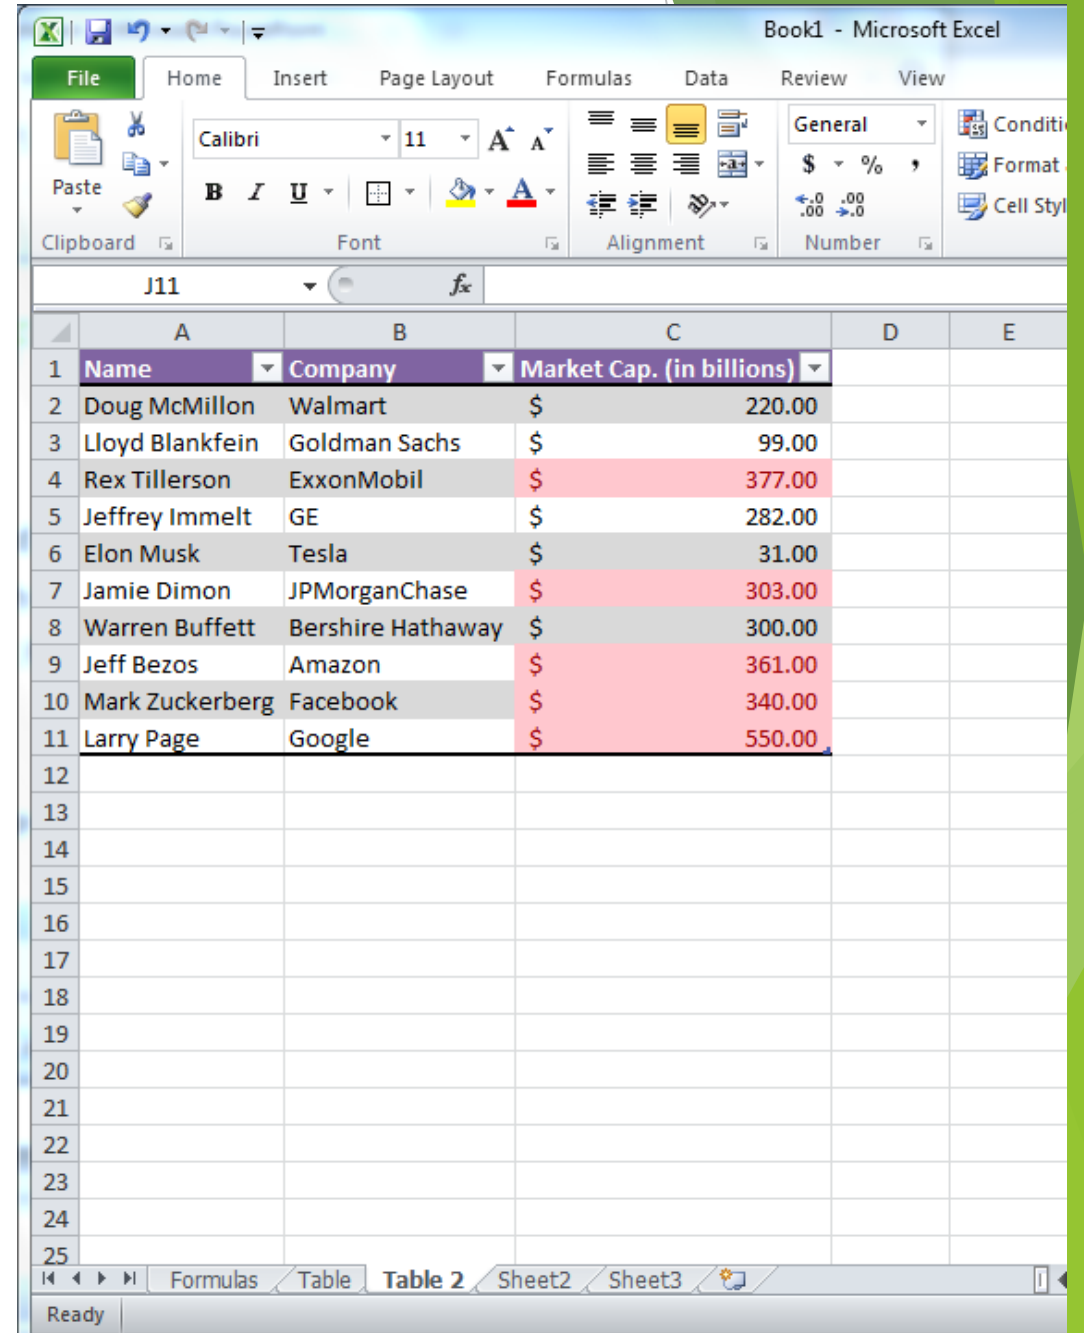 Book1 - Microsoft Excel
File Home Insert Page Layout Formulas Data Review View
Calibri 11 A A General Conditi
Paste $ % , Format
B I U A .00 .00 Cell Styl
Clipboard Font Alignment Number
J11 fx
A B C D E
1 Name Company Market Cap. (in billions)
2 Doug McMillon Walmart $ 220.00
3 Lloyd Blankfein Goldman Sachs $ 99.00
4 Rex Tillerson ExxonMobil $ 377.00
5 Jeffrey Immelt GE $ 282.00
6 Elon Musk Tesla $ 31.00
7 Jamie Dimon JPMorganChase $ 303.00
8 Warren Buffett Bershire Hathaway $ 300.00
9 Jeff Bezos Amazon $ 361.00
10 Mark Zuckerberg Facebook $ 340.00
11 Larry Page Google $ 550.00
12
13
14
15
16
17
18
19
20
21
22
23
24
25
Formulas Table Table 2 Sheet2 Sheet3
Ready